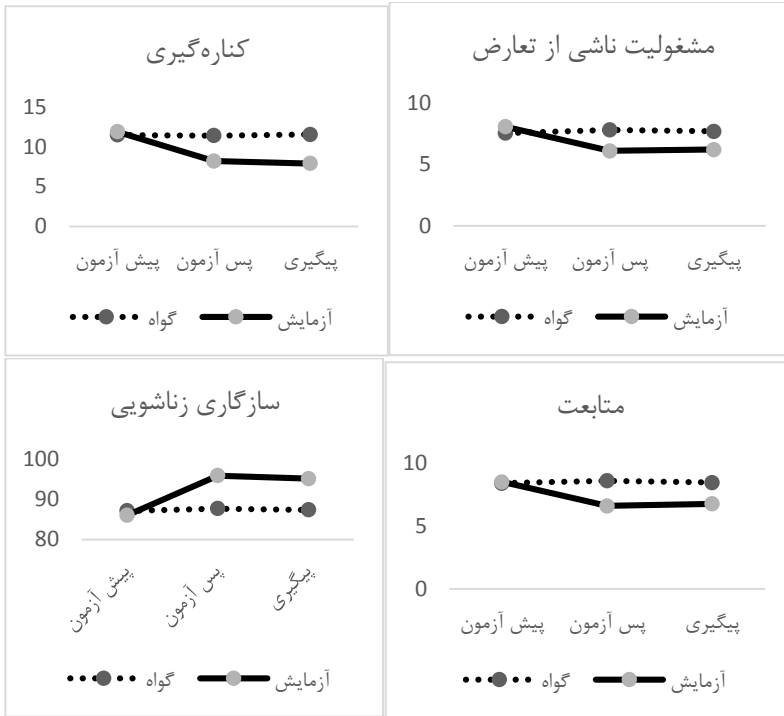 کناره‌گیری
15
10
5
0
پیش آزمون پس آزمون پیگیری
گواه آزمایش
مشغولیت ناشی از تعارض
10
5
0
پیش آزمون پس آزمون پیگیری
گواه آزمایش
سازگاری زناشویی
100
90
80
پیش آزمون پس آزمون پیگیری
گواه آزمایش
متابعت
10
5
0
پیش آزمون پس آزمون پیگیری
گواه آزمایش